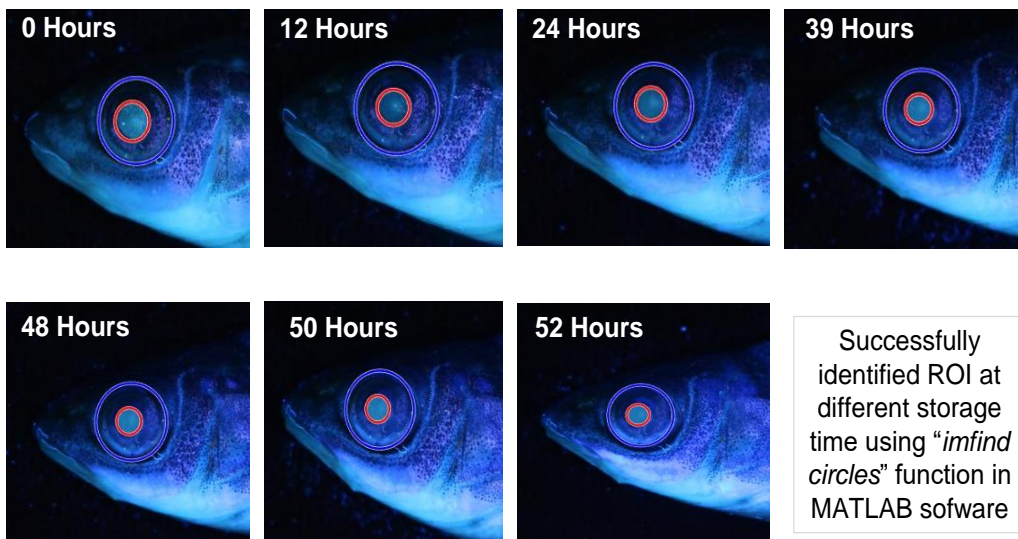 0 Hours
12 Hours
24 Hours
39 Hours
48 Hours
50 Hours
52 Hours
Successfully
identified ROI at
different storage
time using “imfind
circles” function in
MATLAB sofware